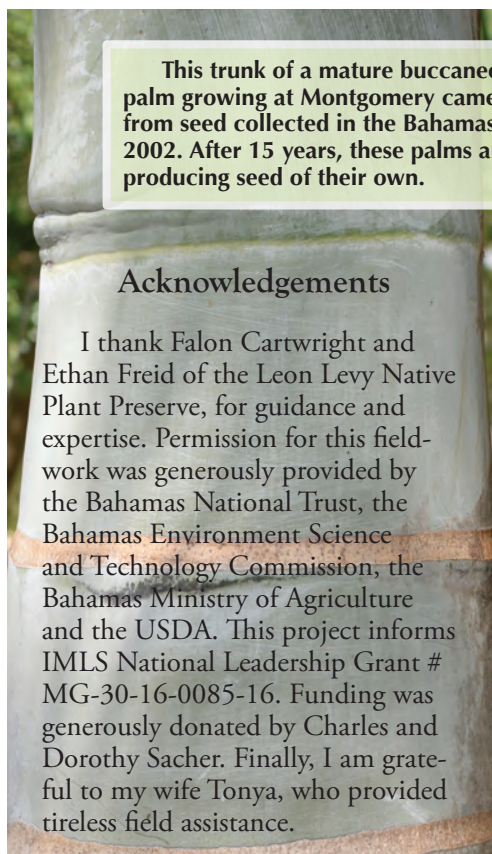 This trunk of a mature buccanee
palm growing at Montgomery came
from seed collected in the Bahamas
2002. After 15 years, these palms a
producing seed of their own.
Acknowledgements
I thank Falon Cartwright and
Ethan Freid of the Leon Levy Native
Plant Preserve, for guidance and
expertise. Permission for this field-
work was generously provided by
the Bahamas National Trust, the
Bahamas Environment Science
and Technology Commission, the
Bahamas Ministry of Agriculture
and the USDA. This project informs
IMLS National Leadership Grant #
MG-30-16-0085-16. Funding was
generously donated by Charles and
Dorothy Sacher. Finally, I am grate-
ful to my wife Tonya, who provided
tireless field assistance.